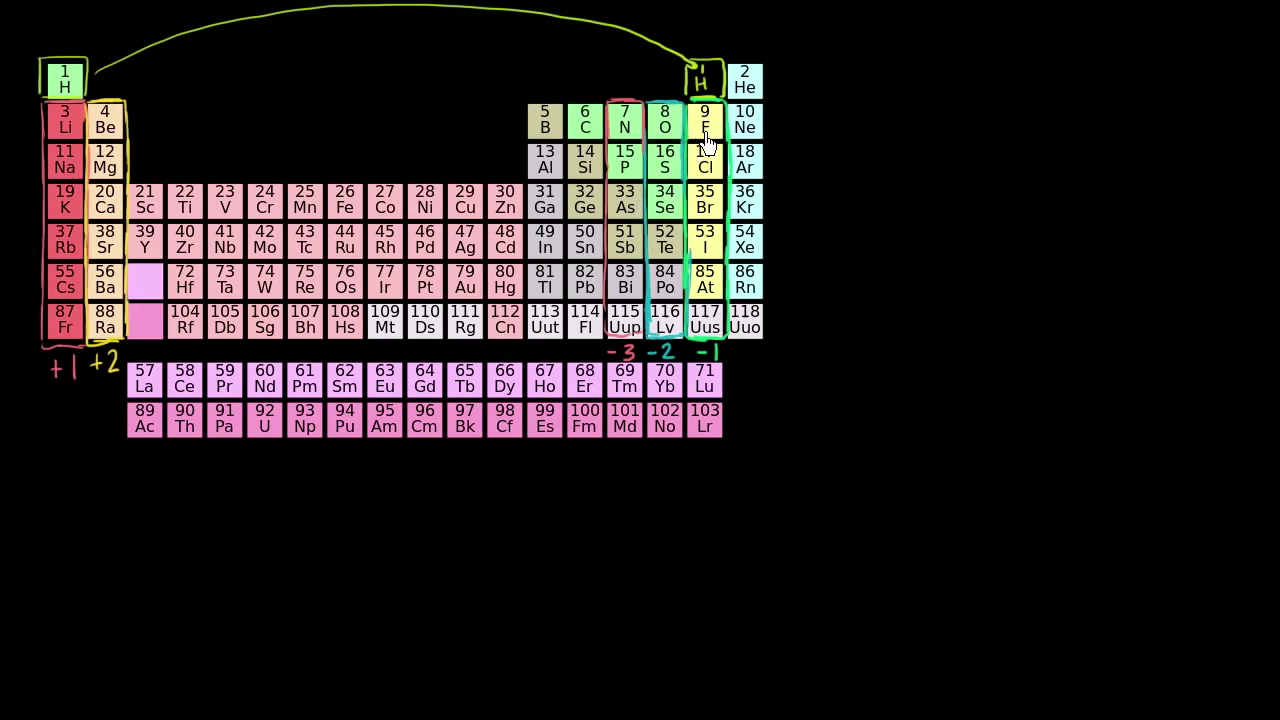 1 1 2
H H He
3 4 5 6 7 8 9 10
Li Be B C N O F Ne
11 12 13 14 15 16 18
Na Mg Al Si P S Cl Ar
19 20 21 22 23 24 25 26 27 28 29 30 31 32 33 34 35 36
K Ca Sc Ti V Cr Mn Fe Co Ni Cu Zn Ga Ge As Se Br Kr
37 38 39 40 41 42 43 44 45 46 47 48 49 50 51 52 53 54
Rb Sr Y Zr Nb Mo Tc Ru Rh Pd Ag Cd In Sn Sb Te I Xe
55 56 72 73 74 75 76 77 78 79 80 81 82 83 84 85 86
Cs Ba Hf Ta W Re Os Ir Pt Au Hg Tl Pb Bi Po At Rn
87 88 104 105 106 107 108 109 110 111 112 113 114 115 116 117 118
Fr Ra Rf Db Sg Bh Hs Mt Ds Rg Cn Uut Fl Uup Lv Uus Uuo
+1 +2 -3 -2 -1
57 58 59 60 61 62 63 64 65 66 67 68 69 70 71
La Ce Pr Nd Pm Sm Eu Gd Tb Dy Ho Er Tm Yb Lu
89 90 91 92 93 94 95 96 97 98 99 100 101 102 103
Ac Th Pa U Np Pu Am Cm Bk Cf Es Fm Md No Lr